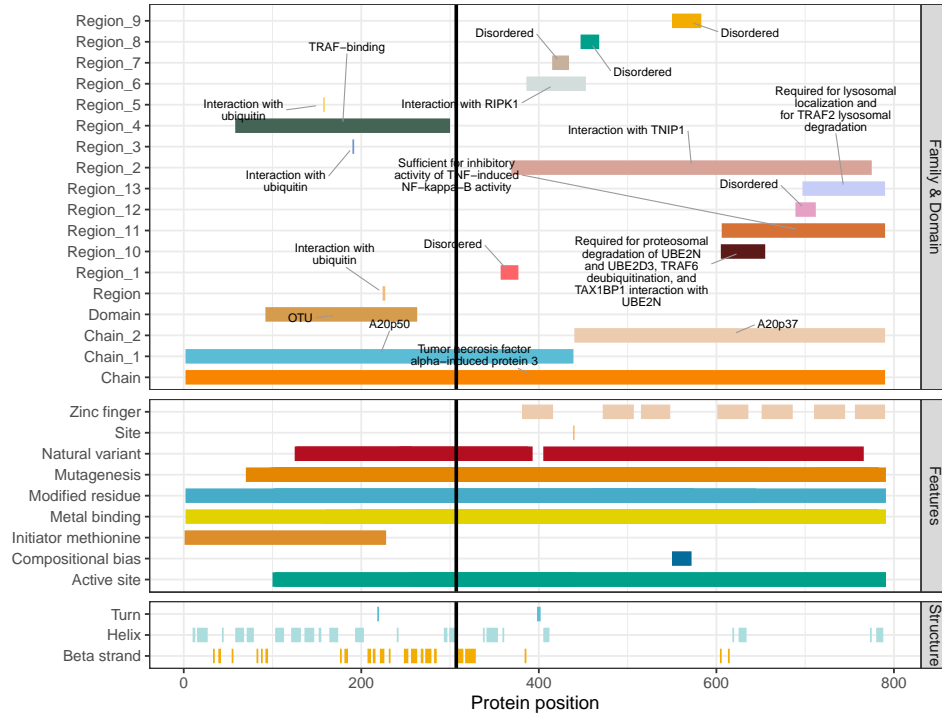 Region_9
Region_8
Region_7
Region_6
Region_5
Region_4
Region_3
Region_2
Region_13
Region_12
Region_11
Region_10
Region_1
Region
Domain
Chain_2
Chain_1
Chain
Disordered
TRAF−binding
Disordered
Disordered
Interaction with
ubiquitin
Interaction with RIPK1
Required for lysosomal
localization and
for TRAF2 lysosomal
degradation
Interaction with TNIP1
Interaction with
ubiquitin
Sufficient for inhibitory
activity of TNF−induced
NF−kappa−B activity
Disordered
Interaction with
ubiquitin
Disordered
Required for proteosomal
degradation of UBE2N
and UBE2D3, TRAF6
deubiquitination, and
TAX1BP1 interaction with
UBE2N
OTU
A20p50
A20p37
Tumor necrosis factor
alpha−induced protein 3
Family & Domain
Zinc finger
Site
Natural variant
Mutagenesis
Modified residue
Metal binding
Initiator methionine
Compositional bias
Active site
Features
Turn
Helix
Beta strand
Structure
0
200
400
600
800
Protein position